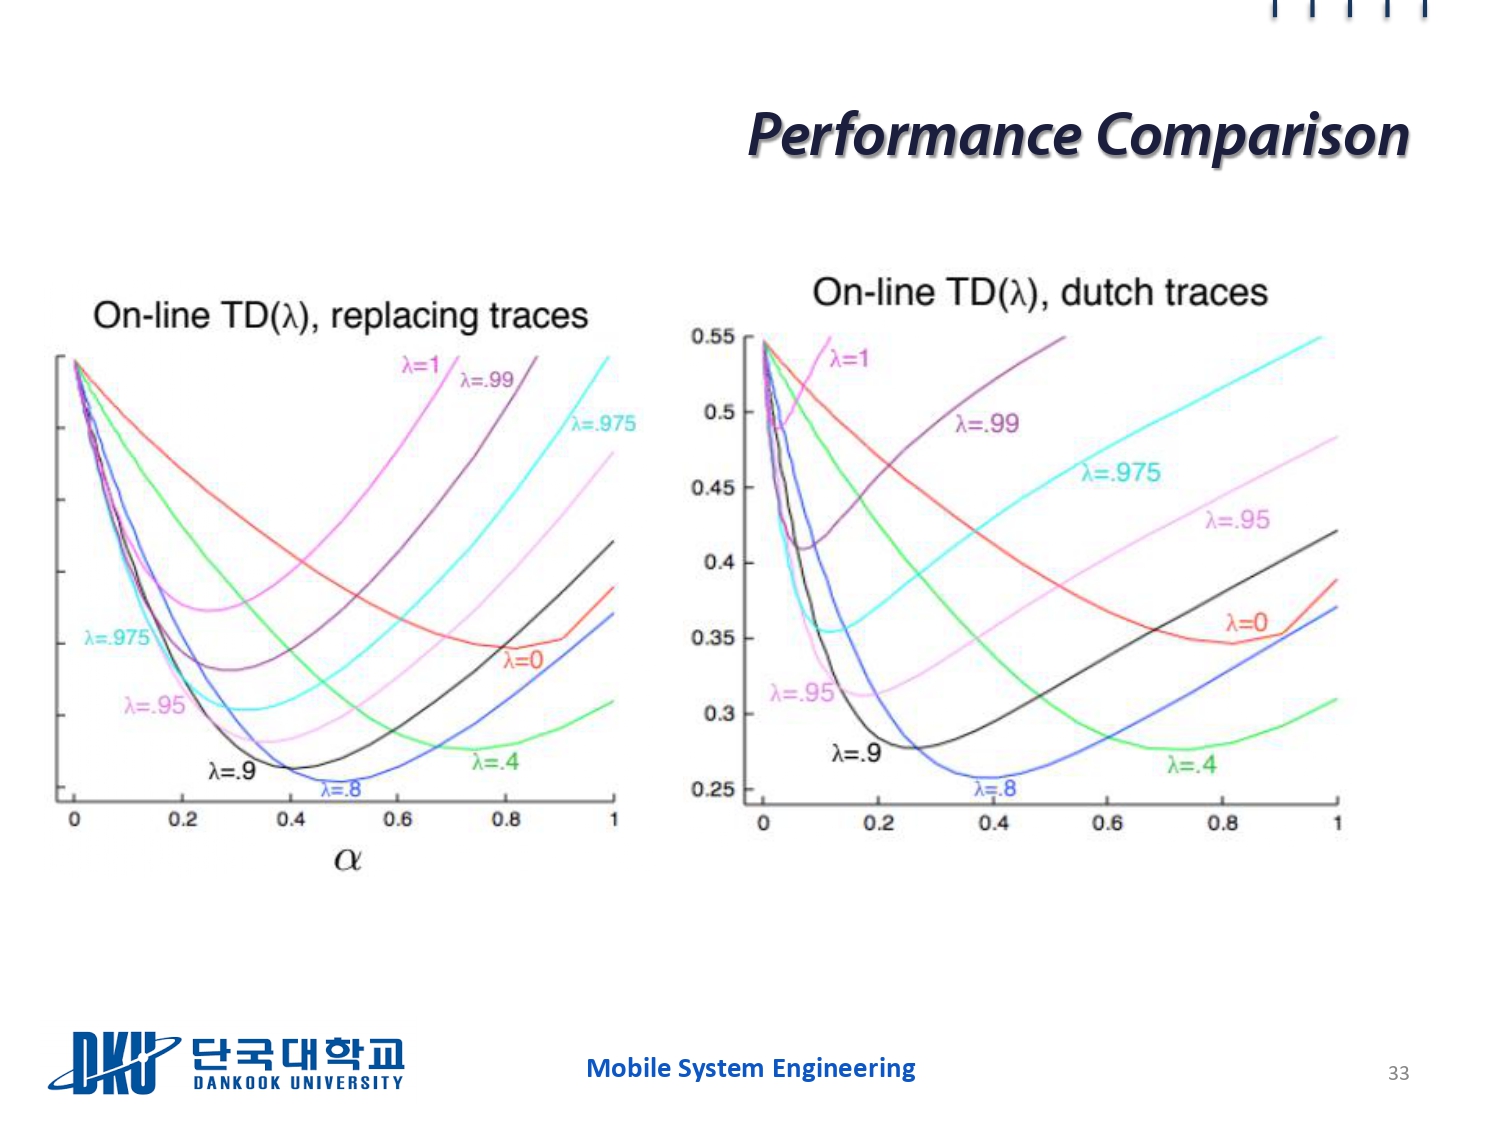 Performance Comparison
On-line TD(λ), replacing traces
λ=1
λ=.99
λ=.975
λ=.975
λ=.95
λ=0
λ=.9
λ=.4
λ=.8
0 0.2 0.4 0.6 0.8 1
α
On-line TD(λ), dutch traces
0.55
0.5
0.45
0.4
0.35
0.3
0.25
λ=1
λ=.99
λ=.975
λ=.95
λ=0
λ=.95
λ=.9
λ=.4
λ=.8
0 0.2 0.4 0.6 0.8 1
DKU 단국대학교
DANKOOK UNIVERSITY
Mobile System Engineering
33